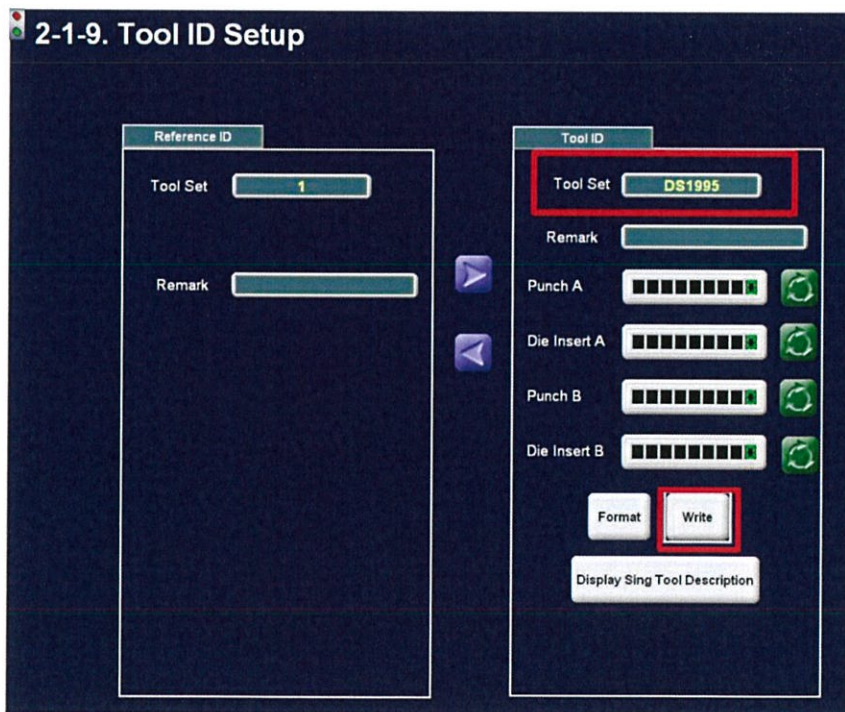 2-1-9. Tool ID Setup
Reference ID
Tool Set 1
Remark
Tool ID
Tool Set DS1995
Remark
Punch A
Die Insert A
Punch B
Die Insert B
Format Write
Display Sing Tool Description